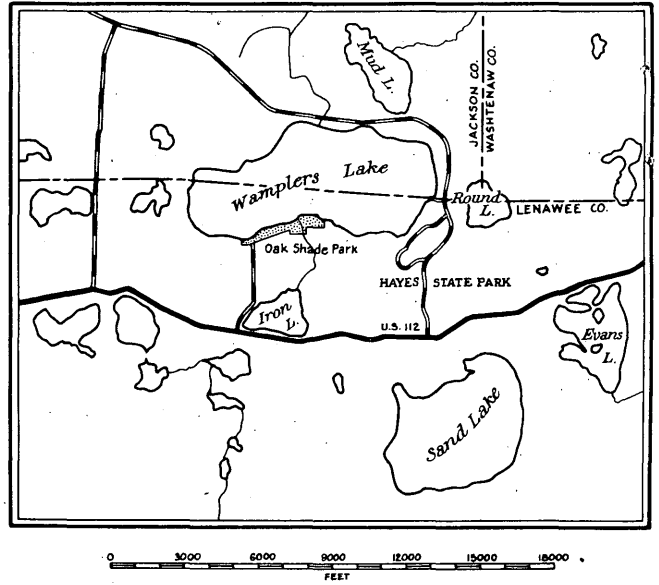 Mud L.
JACKSON CO.
WASHTENAW CO.
Wamplers Lake
Round
L.
LENAWEE CO.
Oak Shade Park
HAYES STATE PARK
Iron
L.
U.S. 112
Evans
L.
Sand Lake
0 3000 6000 9000 12000 15000 18000
FEET